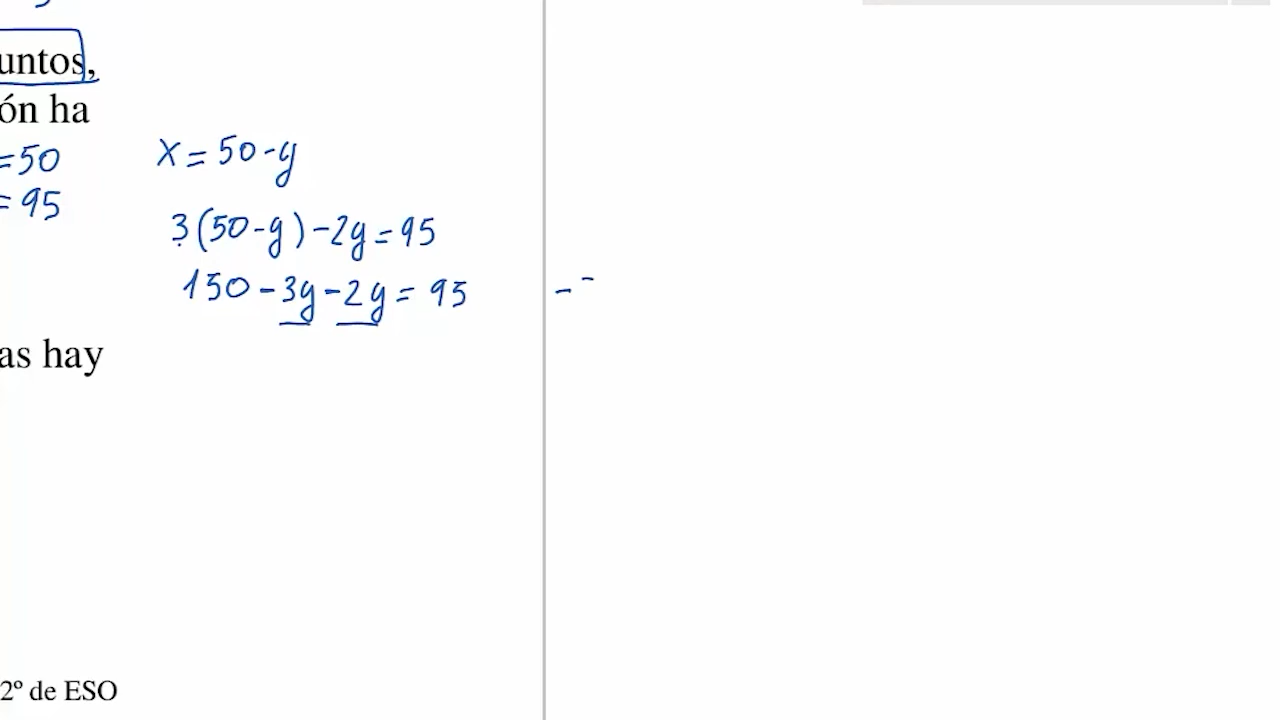 untos,
ón ha
=50
= 95
x = 50 - y
3(50 - y) - 2y = 95
150 - 3y - 2y = 95
as hay
2º de ESO